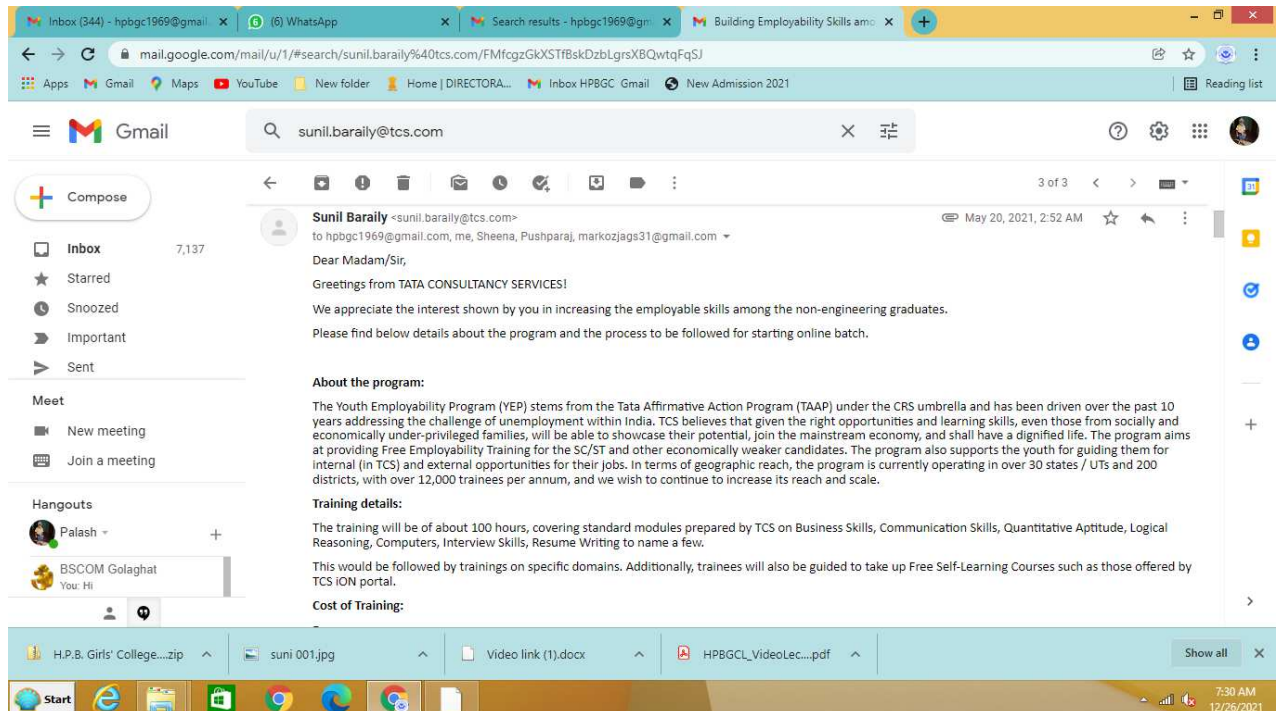 Inbox (344) - hpbgc1969@gmail.
(6) WhatsApp
Search results - hpbgc1969@gm
Building Employability Skills amo
mail.google.com/mail/u/1/#search/sunil.baraily%40tcs.com/FMfcgzGkXSTfBskDzbLgrsXBQwtqFqSJ
Apps Gmail Maps YouTube New folder Home | DIRECTORA... Inbox HPBGC Gmail New Admission 2021 Reading list
Gmail
sunil.baraily@tcs.com
Compose
Inbox 7,137
Starred
Snoozed
Important
Sent
Meet
New meeting
Join a meeting
Hangouts
Palash
BSCOM Golaghat
You: Hi
3 of 3
31
Sunil Baraily <sunil.baraily@tcs.com>
May 20, 2021, 2:52 AM
to hpbgc1969@gmail.com, me, Sheena, Pushparaj, markozjags31@gmail.com
Dear Madam/Sir,
Greetings from TATA CONSULTANCY SERVICES!
We appreciate the interest shown by you in increasing the employable skills among the non-engineering graduates.
Please find below details about the program and the process to be followed for starting online batch.
About the program:
The Youth Employability Program (YEP) stems from the Tata Affirmative Action Program (TAAP) under the CRS umbrella and has been driven over the past 10
years addressing the challenge of unemployment within India. TCS believes that given the right opportunities and learning skills, even those from socially and
economically under-privileged families, will be able to showcase their potential, join the mainstream economy, and shall have a dignified life. The program aims
at providing Free Employability Training for the SC/ST and other economically weaker candidates. The program also supports the youth for guiding them for
internal (in TCS) and external opportunities for their jobs. In terms of geographic reach, the program is currently operating in over 30 states / UTs and 200
districts, with over 12,000 trainees per annum, and we wish to continue to increase its reach and scale.
Training details:
The training will be of about 100 hours, covering standard modules prepared by TCS on Business Skills, Communication Skills, Quantitative Aptitude, Logical
Reasoning, Computers, Interview Skills, Resume Writing to name a few.
This would be followed by trainings on specific domains. Additionally, trainees will also be guided to take up Free Self-Learning Courses such as those offered by
TCS iON portal.
Cost of Training:
H.P.B. Girls' College....zip
suni 001.jpg
Video link (1).docx
HPBGCL_VideoLec....pdf
Show all
Start
7:30 AM
12/26/2021